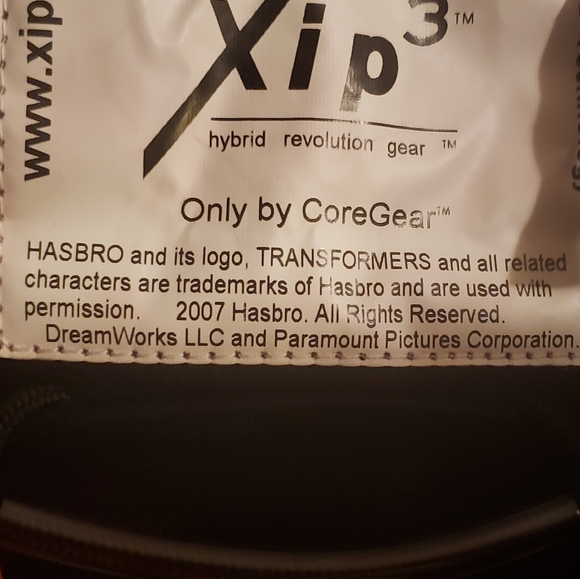 www.xip
Xip3™
hybrid revolution gear ™
Only by CoreGear™
HASBRO and its logo, TRANSFORMERS and all related
characters are trademarks of Hasbro and are used with
permission. 2007 Hasbro. All Rights Reserved.
DreamWorks LLC and Paramount Pictures Corporation.